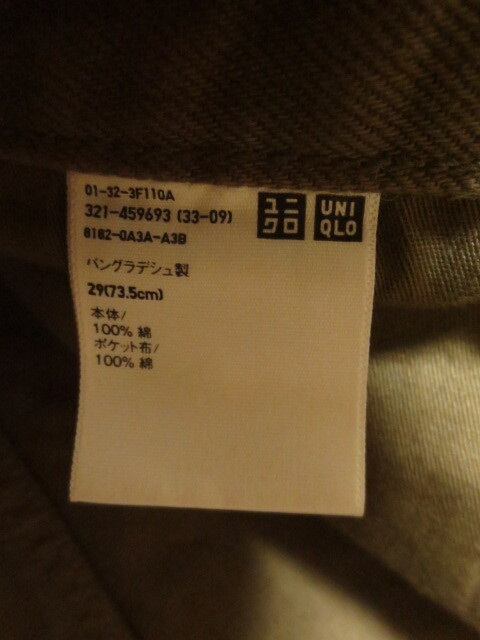 01-32-3F110A
321-459693 (33-09)
8182-0A3A-A3B
ユニ
クロ
UNI
QLO
バングラデシュ製
29(73.5cm)
本体/
100% 綿
ポケット布/
100% 綿